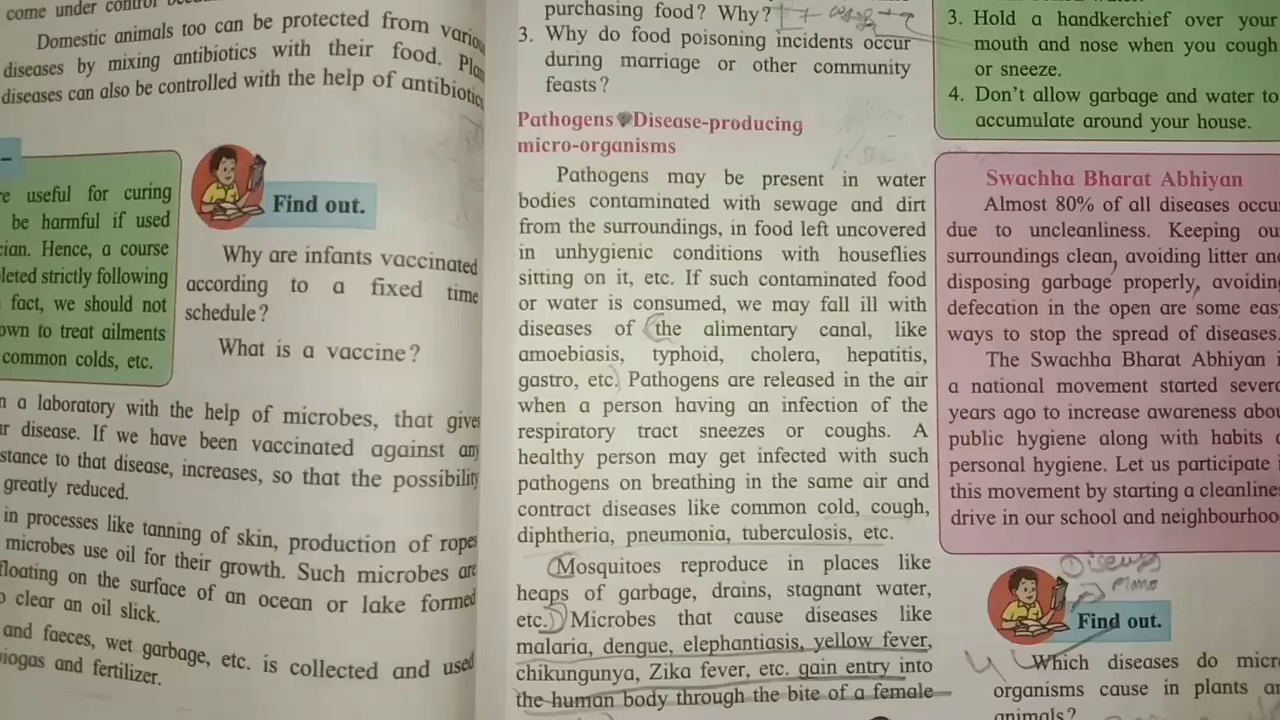 come under control
Domestic animals too can be protected from
diseases by mixing antibiotics with their food.
diseases can also be controlled with the help of
useful for curing
be harmful if used
Hence, a course
strictly following
fact, we should not
to treat ailments
common colds, etc.
Find out.
Why are infants vaccinated
according to a fixed time
schedule?
What is a vaccine?
a laboratory with the help of microbes, that gives
disease. If we have been vaccinated against any
to that disease, increases, so that the possibility
greatly reduced.
in processes like tanning of skin, production of ropes
microbes use oil for their growth. Such microbes are
floating on the surface of an ocean or lake formed
clear an oil slick.
and faeces, wet garbage, etc. is collected and used
and fertilizer.
purchasing food? Why?
3. Why do food poisoning incidents occur
during marriage or other community
feasts?
Pathogens Disease-producing
micro-organisms
Pathogens may be present in water
bodies contaminated with sewage and dirt
from the surroundings, in food left uncovered
in unhygienic conditions with houseflies
sitting on it, etc. If such contaminated food
or water is consumed, we may fall ill with
diseases of the alimentary canal, like
amoebiasis, typhoid, cholera, hepatitis,
gastro, etc. Pathogens are released in the air
when a person having an infection of the
respiratory tract sneezes or coughs. A
healthy person may get infected with such
pathogens on breathing in the same air and
contract diseases like common cold, cough,
diphtheria, pneumonia, tuberculosis, etc.
Mosquitoes reproduce in places like
heaps of garbage, drains, stagnant water,
etc. Microbes that cause diseases like
malaria, dengue, elephantiasis, yellow fever,
chikungunya, Zika fever, etc. gain entry into
the human body through the bite of a female
3. Hold a handkerchief over your
mouth and nose when you cough
or sneeze.
4. Don't allow garbage and water to
accumulate around your house.
Swachha Bharat Abhiyan
Almost 80% of all diseases
due to uncleanliness. Keeping
surroundings clean, avoiding litter
disposing garbage properly,
defecation in the open are some
ways to stop the spread of diseases.
The Swachha Bharat Abhiyan
a national movement started
years ago to increase awareness
public hygiene along with habits
personal hygiene. Let us participate
this movement by starting a
drive in our school and
Find out.
Which diseases do
organisms cause in plants
animals?